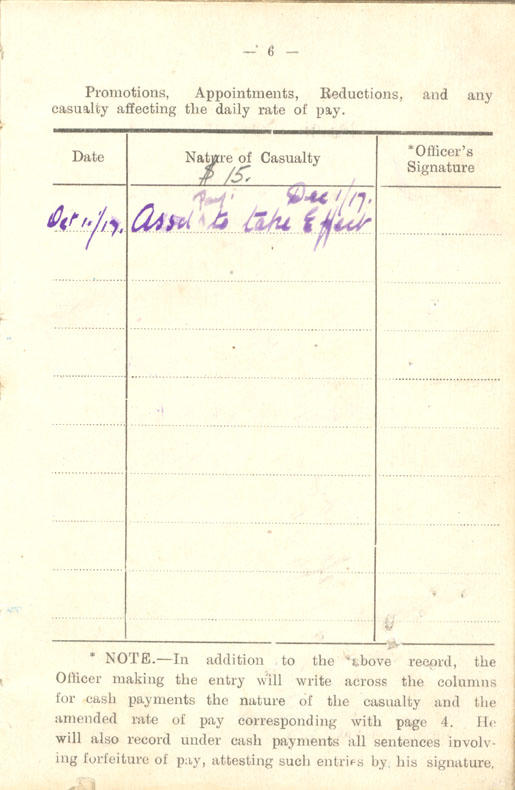 — 6 —
Promotions, Appointments, Reductions, and any
casualty affecting the daily rate of pay.
Date
Nature of Casualty
*Officer's
Signature
$ 15.
Pay Dec 1/17.
Oct 11/17. Assd to take Effect
* NOTE.—In addition to the above record, the
Officer making the entry will write across the columns
for cash payments the nature of the casualty and the
amended rate of pay corresponding with page 4. He
will also record under cash payments all sentences involv-
ing forfeiture of pay, attesting such entries by his signature.